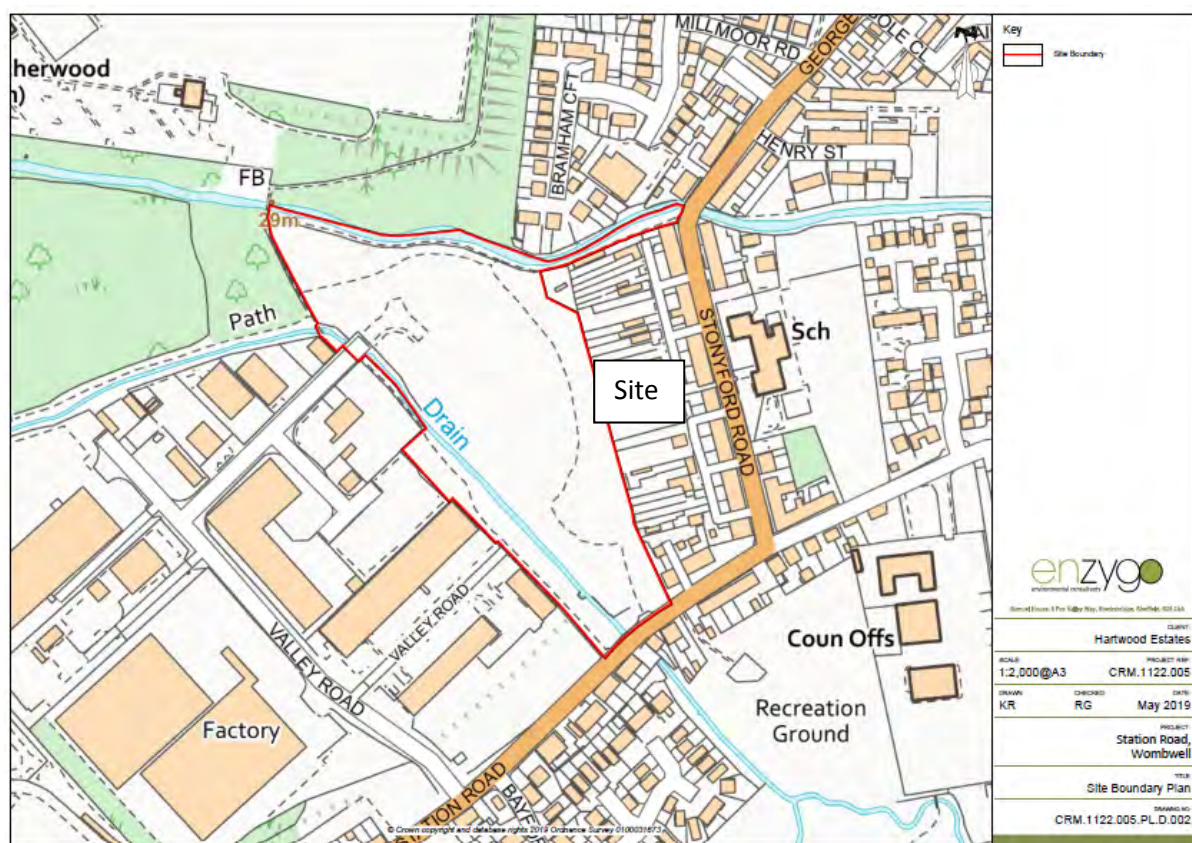 herwood
n)
FB
29m
Path
Drain
MILLMOOR RD
GEORGE
BRAMHAM CFT
HENRY ST
STONYFORD ROAD
Sch
Site
VALLEY ROAD
VALLEY ROAD
Factory
STATION ROAD
Coun Offs
Recreation
Ground
© Crown copyright and database rights 2019 Ordnance Survey 0100031673
Key
Site Boundary
enzygo
environmental consultants
CLIENT
Hartwood Estates
SCALE
1:2,000@A3
PROJECT REF
CRM.1122.005
DRAWN
KR
CHECKED
RG
DATE
May 2019
PROJECT
Station Road,
Wombwell
TITLE
Site Boundary Plan
DRAWING NO
CRM.1122.005.PL.D.002